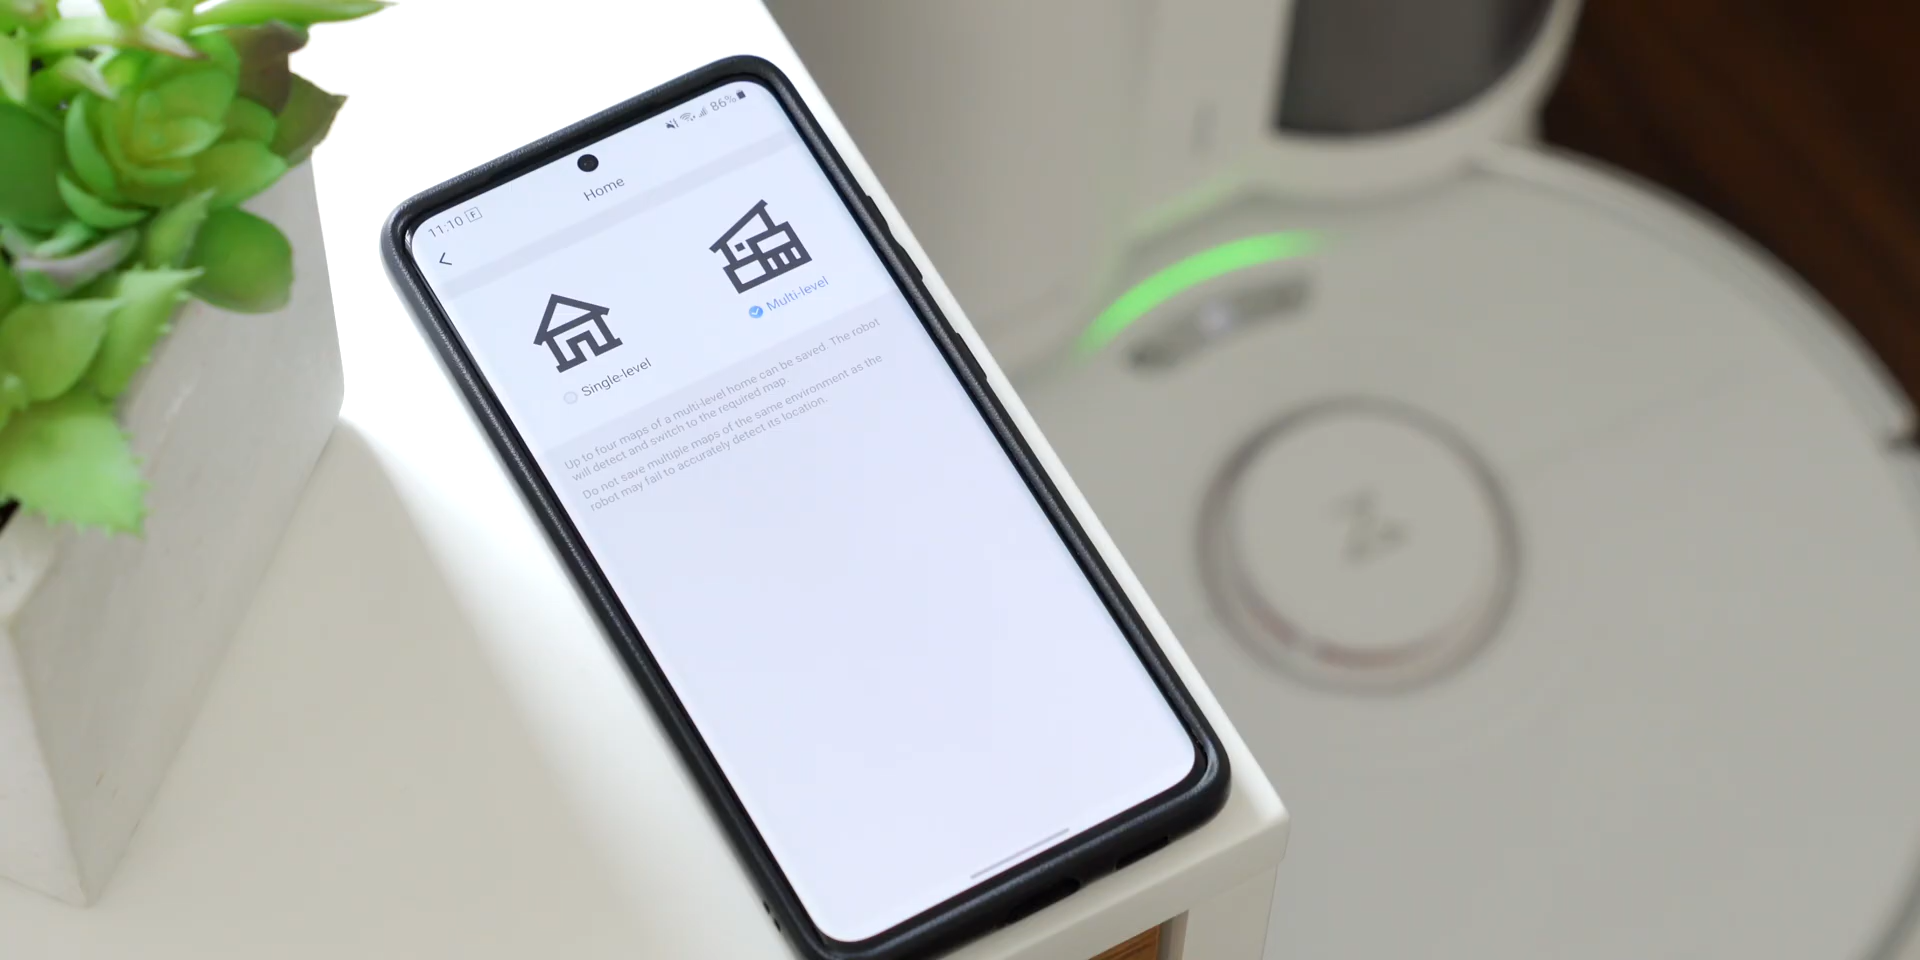 11:10 F
86%
Home
Single-level
Multi-level
Up to four maps of a multi-level home can be saved. The robot
will detect and switch to the required map.
Do not save multiple maps of the same environment as the
robot may fail to accurately detect its location.